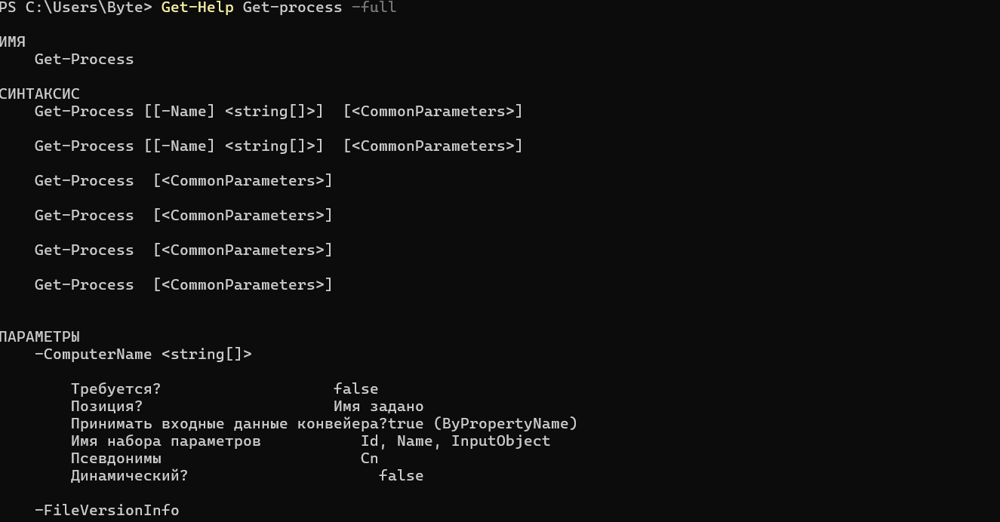 PS C:\Users\Byte> Get-Help Get-process -full
ИМЯ
Get-Process
СИНТАКСИС
Get-Process [[-Name] <string[]>]  [<CommonParameters>]
Get-Process [[-Name] <string[]>]  [<CommonParameters>]
Get-Process  [<CommonParameters>]
Get-Process  [<CommonParameters>]
Get-Process  [<CommonParameters>]
Get-Process  [<CommonParameters>]
ПАРАМЕТРЫ
-ComputerName <string[]>
Требуется? false
Позиция? Имя задано
Принимать входные данные конвейера?true (ByPropertyName)
Имя набора параметров Id, Name, InputObject
Псевдонимы Cn
Динамический? false
-FileVersionInfo